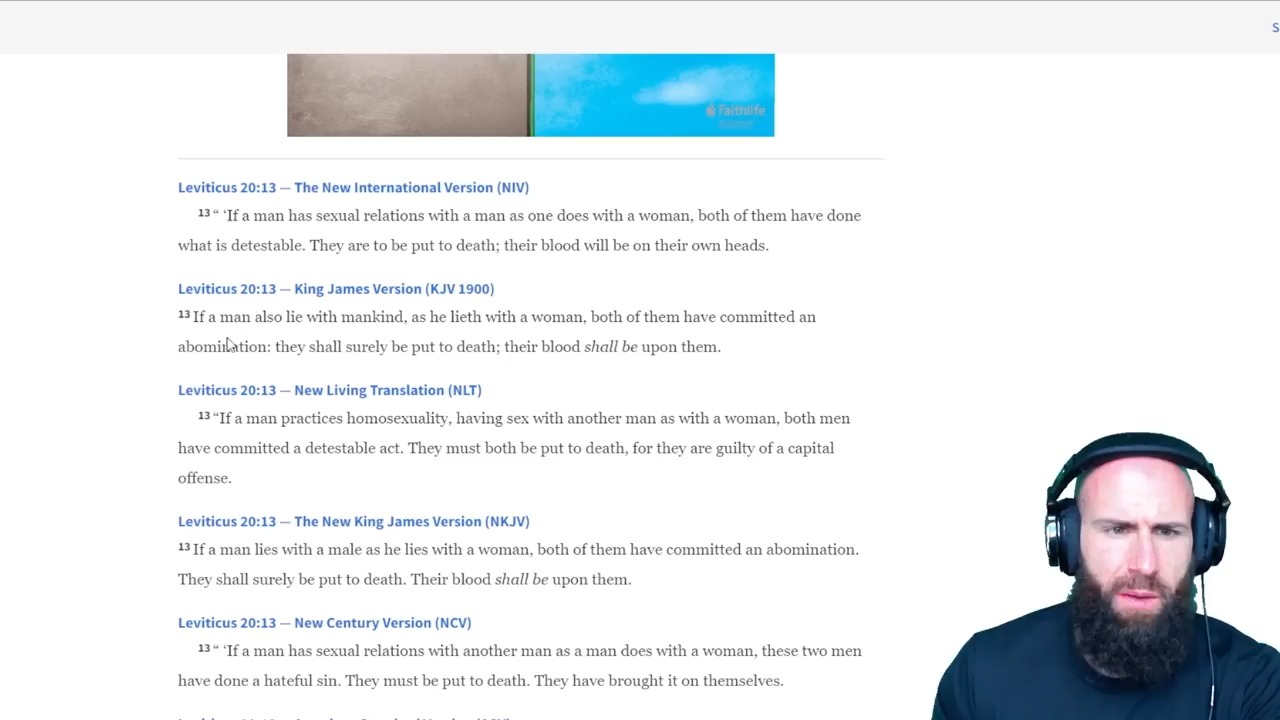 S
Faithlife
Leviticus 20:13 — The New International Version (NIV)
13 “ ‘If a man has sexual relations with a man as one does with a woman, both of them have done
what is detestable. They are to be put to death; their blood will be on their own heads.
Leviticus 20:13 — King James Version (KJV 1900)
13 If a man also lie with mankind, as he lieth with a woman, both of them have committed an
abomination: they shall surely be put to death; their blood shall be upon them.
Leviticus 20:13 — New Living Translation (NLT)
13 “If a man practices homosexuality, having sex with another man as with a woman, both men
have committed a detestable act. They must both be put to death, for they are guilty of a capital
offense.
Leviticus 20:13 — The New King James Version (NKJV)
13 If a man lies with a male as he lies with a woman, both of them have committed an abomination.
They shall surely be put to death. Their blood shall be upon them.
Leviticus 20:13 — New Century Version (NCV)
13 “ ‘If a man has sexual relations with another man as a man does with a woman, these two men
have done a hateful sin. They must be put to death. They have brought it on themselves.